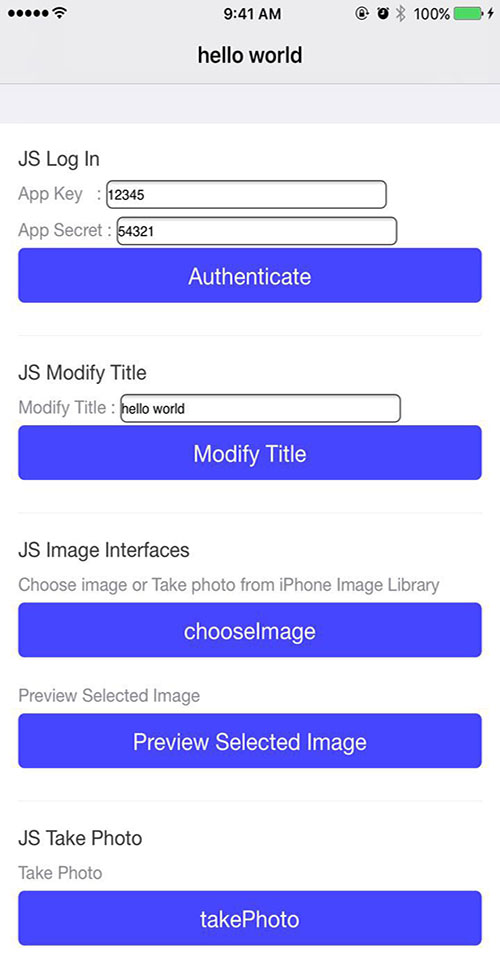 9:41 AM 100%
hello world
JS Log In
App Key : 12345
App Secret : 54321
Authenticate
JS Modify Title
Modify Title : hello world
Modify Title
JS Image Interfaces
Choose image or Take photo from iPhone Image Library
chooseImage
Preview Selected Image
Preview Selected Image
JS Take Photo
Take Photo
takePhoto